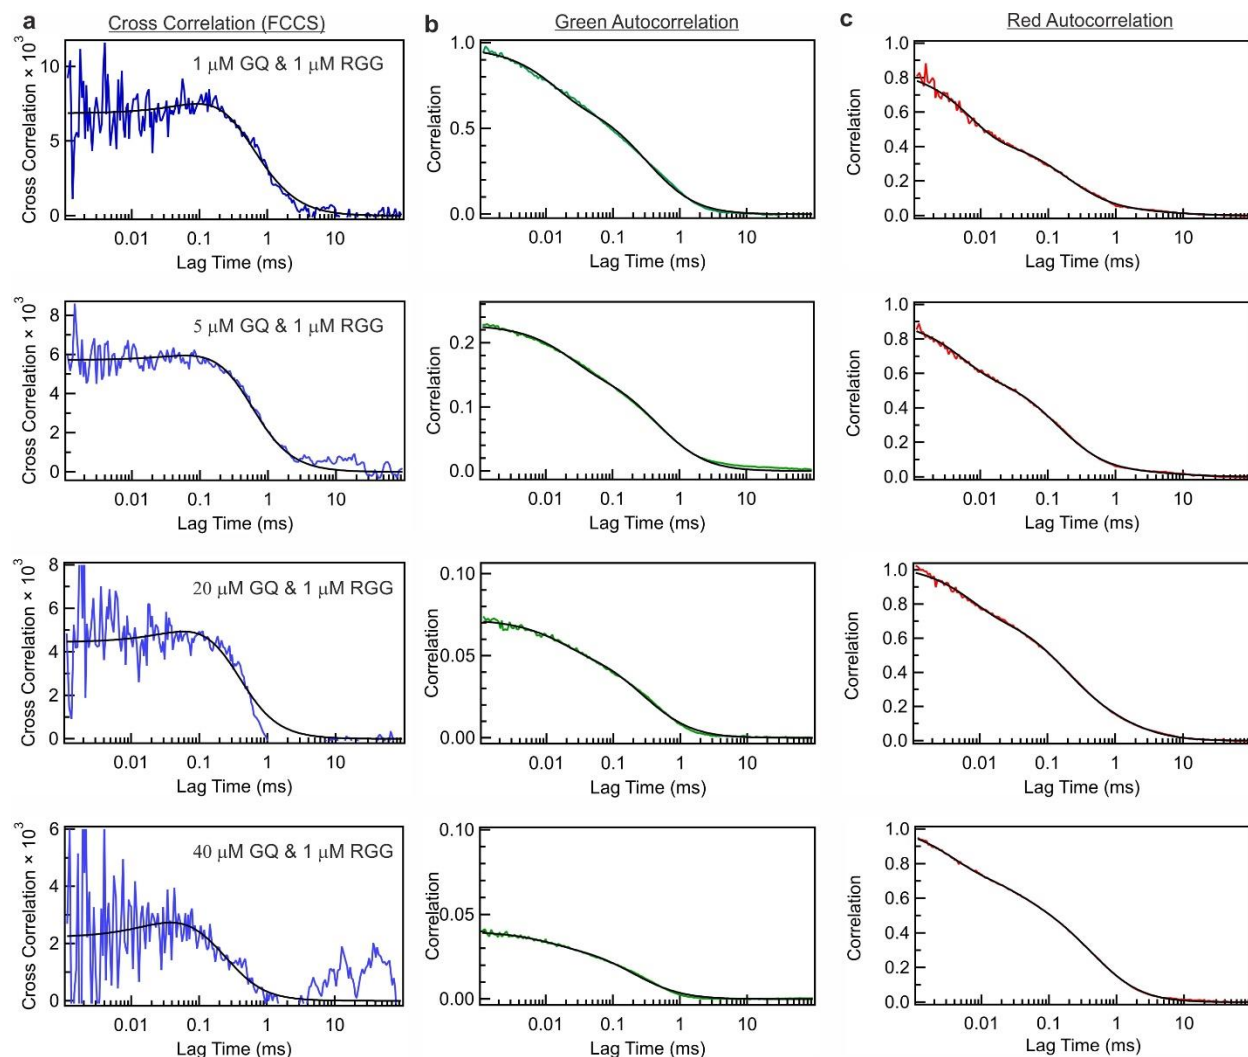 a Cross Correlation (FCCS) b Green Autocorrelation c Red Autocorrelation
Cross Correlation × 10³
10
5
0
1 μM GQ & 1 μM RGG
0.01 0.1 1 10
Lag Time (ms)
Correlation
1.0
0.5
0.0
0.01 0.1 1 10
Lag Time (ms)
Correlation
1.0
0.8
0.6
0.4
0.2
0.0
0.01 0.1 1 10
Lag Time (ms)
Cross Correlation × 10³
8
6
4
2
0
5 μM GQ & 1 μM RGG
0.01 0.1 1 10
Lag Time (ms)
Correlation
0.2
0.1
0.0
0.01 0.1 1 10
Lag Time (ms)
Correlation
1.0
0.8
0.6
0.4
0.2
0.0
0.01 0.1 1 10
Lag Time (ms)
Cross Correlation × 10³
8
6
4
2
0
20 μM GQ & 1 μM RGG
0.01 0.1 1 10
Lag Time (ms)
Correlation
0.10
0.05
0.00
0.01 0.1 1 10
Lag Time (ms)
Correlation
1.0
0.8
0.6
0.4
0.2
0.0
0.01 0.1 1 10
Lag Time (ms)
Cross Correlation × 10³
6
4
2
0
40 μM GQ & 1 μM RGG
0.01 0.1 1 10
Lag Time (ms)
Correlation
0.10
0.05
0.00
0.01 0.1 1 10
Lag Time (ms)
Correlation
1.0
0.8
0.6
0.4
0.2
0.0
0.01 0.1 1 10
Lag Time (ms)